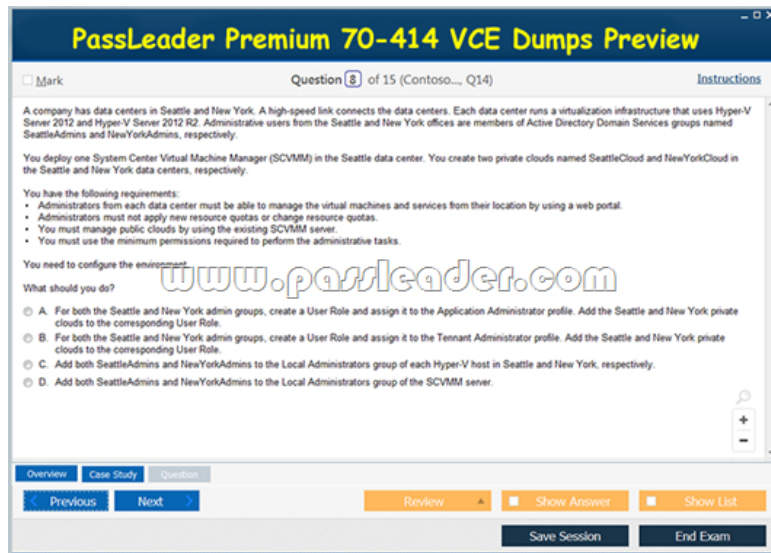 PassLeader Premium 70-414 VCE Dumps Preview
Mark
Question 8 of 15 (Contoso..., Q14)
Instructions
A company has data centers in Seattle and New York. A high-speed link connects the data centers. Each data center runs a virtualization infrastructure that uses Hyper-V
Server 2012 and Hyper-V Server 2012 R2. Administrative users from the Seattle and New York offices are members of Active Directory Domain Services groups named
SeattleAdmins and NewYorkAdmins, respectively.
You deploy one System Center Virtual Machine Manager (SCVMM) in the Seattle data center. You create two private clouds named SeattleCloud and NewYorkCloud in
the Seattle and New York data centers, respectively.
You have the following requirements:
• Administrators from each data center must be able to manage the virtual machines and services from their location by using a web portal.
• Administrators must not apply new resource quotas or change resource quotas.
• You must manage public clouds by using the existing SCVMM server.
• You must use the minimum permissions required to perform the administrative tasks.
You need to configure the environment.
www.passleader.com
What should you do?
A. For both the Seattle and New York admin groups, create a User Role and assign it to the Application Administrator profile. Add the Seattle and New York private
clouds to the corresponding User Role.
B. For both the Seattle and New York admin groups, create a User Role and assign it to the Tennant Administrator profile. Add the Seattle and New York private
clouds to the corresponding User Role.
C. Add both SeattleAdmins and NewYorkAdmins to the Local Administrators group of each Hyper-V host in Seattle and New York, respectively.
D. Add both SeattleAdmins and NewYorkAdmins to the Local Administrators group of the SCVMM server.
Overview Case Study Question
Previous Next Review Show Answer Show List
Save Session End Exam